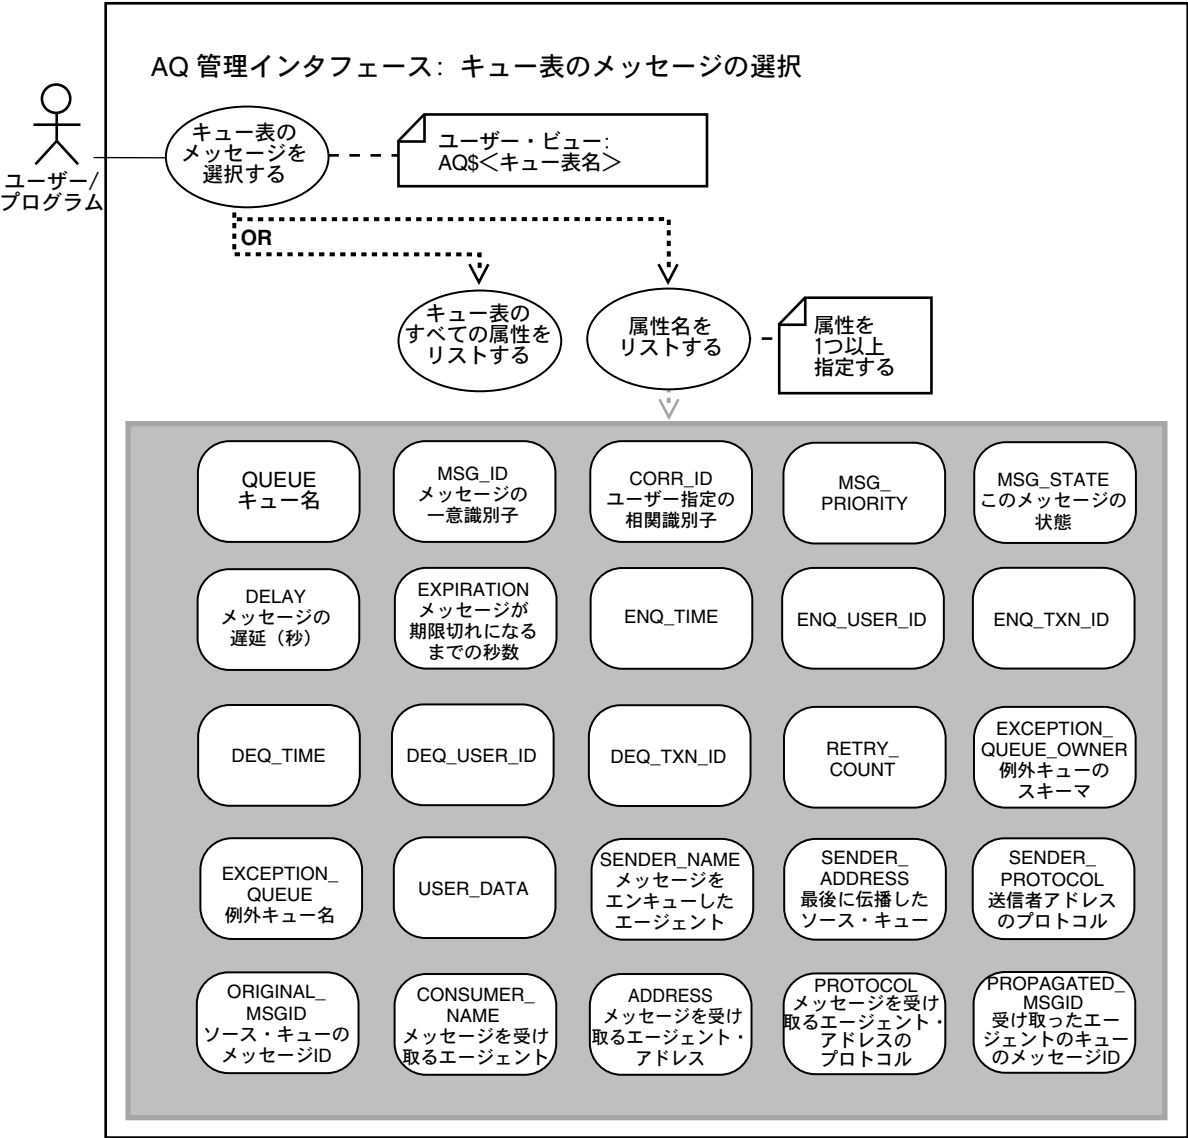 AQ 管理インタフェース: キュー表のメッセージの選択
ユーザー/
プログラム
キュー表の
メッセージを
選択する
ユーザー・ビュー:
AQ$＜キュー表名＞
OR
キュー表の
すべての属性を
リストする
属性名を
リストする
属性を
1つ以上
指定する
QUEUE
キュー名
MSG_ID
メッセージの
一意識別子
CORR_ID
ユーザー指定の
相関識別子
MSG_
PRIORITY
MSG_STATE
このメッセージの
状態
DELAY
メッセージの
遅延（秒）
EXPIRATION
メッセージが
期限切れになる
までの秒数
ENQ_TIME
ENQ_USER_ID
ENQ_TXN_ID
DEQ_TIME
DEQ_USER_ID
DEQ_TXN_ID
RETRY_
COUNT
EXCEPTION_
QUEUE_OWNER
例外キューの
スキーマ
EXCEPTION_
QUEUE
例外キュー名
USER_DATA
SENDER_NAME
メッセージを
エンキューした
エージェント
SENDER_
ADDRESS
最後に伝播した
ソース・キュー
SENDER_
PROTOCOL
送信者アドレス
のプロトコル
ORIGINAL_
MSGID
ソース・キューの
メッセージID
CONSUMER_
NAME
メッセージを受け
取るエージェント
ADDRESS
メッセージを受け
取るエージェント・
アドレス
PROTOCOL
メッセージを受け
取るエージェント・
アドレスの
プロトコル
PROPAGATED_
MSGID
受け取ったエー
ジェントのキュー
のメッセージID